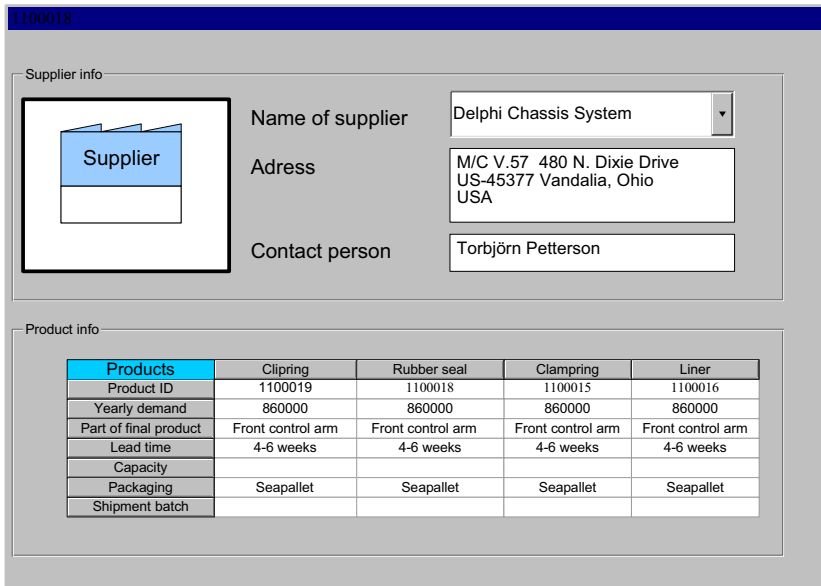 1100018
Supplier info
Supplier
Name of supplier
Delphi Chassis System
Adress
M/C V.57 480 N. Dixie Drive
US-45377 Vandalia, Ohio
USA
Contact person
Torbjörn Petterson
Product info
Products Clipring Rubber seal Clampring Liner
Product ID 1100019 1100018 1100015 1100016
Yearly demand 860000 860000 860000 860000
Part of final product Front control arm Front control arm Front control arm Front control arm
Lead time 4-6 weeks 4-6 weeks 4-6 weeks 4-6 weeks
Capacity
Packaging Seapallet Seapallet Seapallet Seapallet
Shipment batch